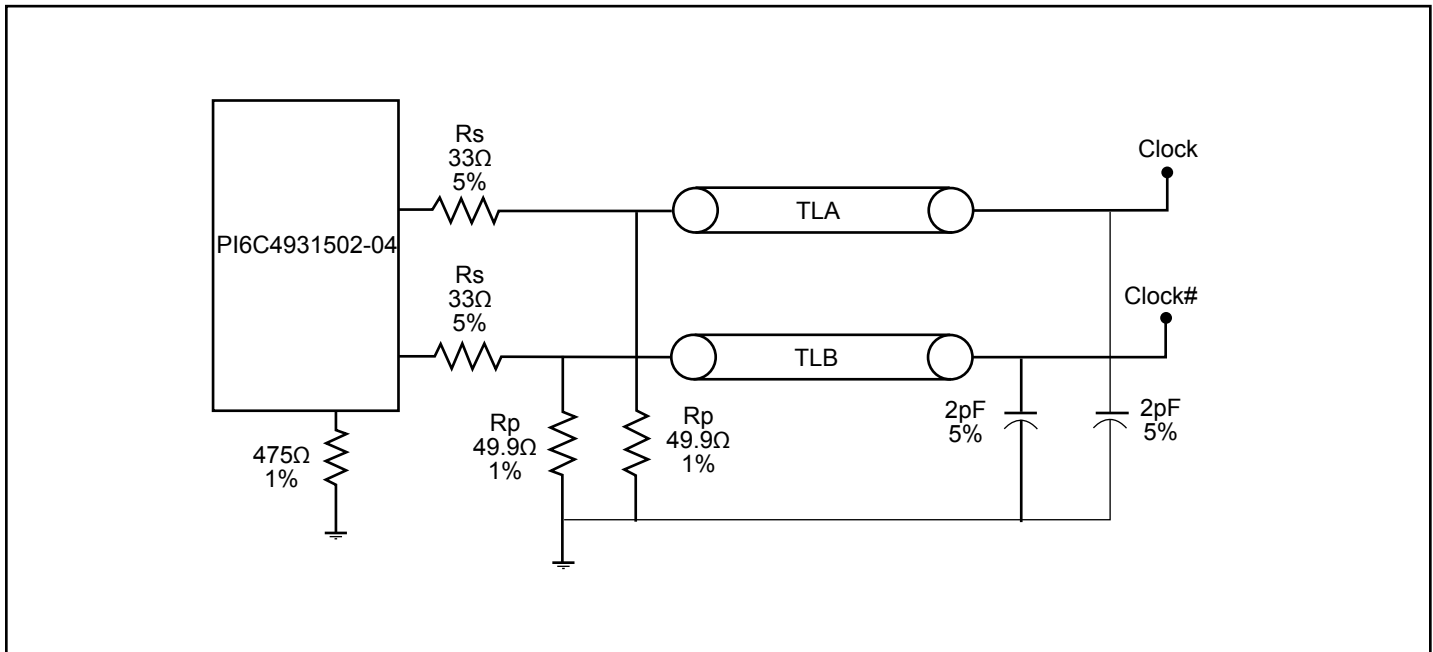 Rs
33Ω
5%
Clock
TLA
PI6C4931502-04
Rs
33Ω
5%
Clock#
TLB
475Ω
1%
Rp
49.9Ω
1%
Rp
49.9Ω
1%
2pF
5%
2pF
5%